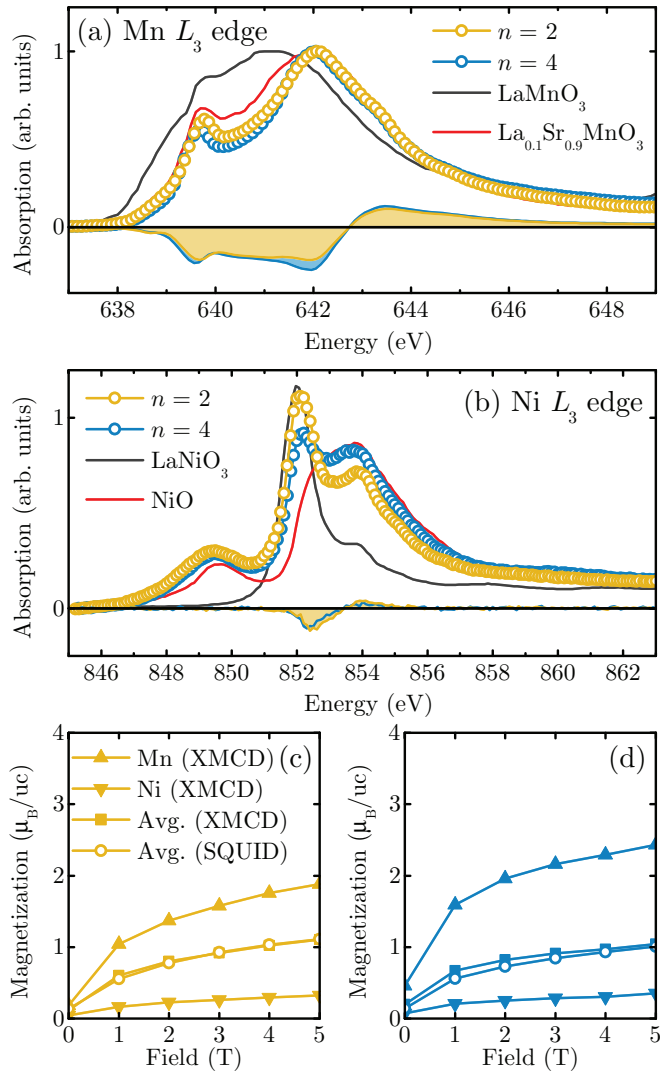 (a) Mn L₃ edge
n = 2
n = 4
LaMnO₃
La₀.₁Sr₀.₉MnO₃
Absorption (arb. units)
1
0
638 640 642 644 646 648
Energy (eV)
(b) Ni L₃ edge
n = 2
n = 4
LaNiO₃
NiO
Absorption (arb. units)
1
0
846 848 850 852 854 856 858 860 862
Energy (eV)
(c)
Mn (XMCD)
Ni (XMCD)
Avg. (XMCD)
Avg. (SQUID)
Magnetization (μ_B/uc)
4
3
2
1
0
0 1 2 3 4 5
Field (T)
(d)
Magnetization (μ_B/uc)
4
3
2
1
0
0 1 2 3 4 5
Field (T)